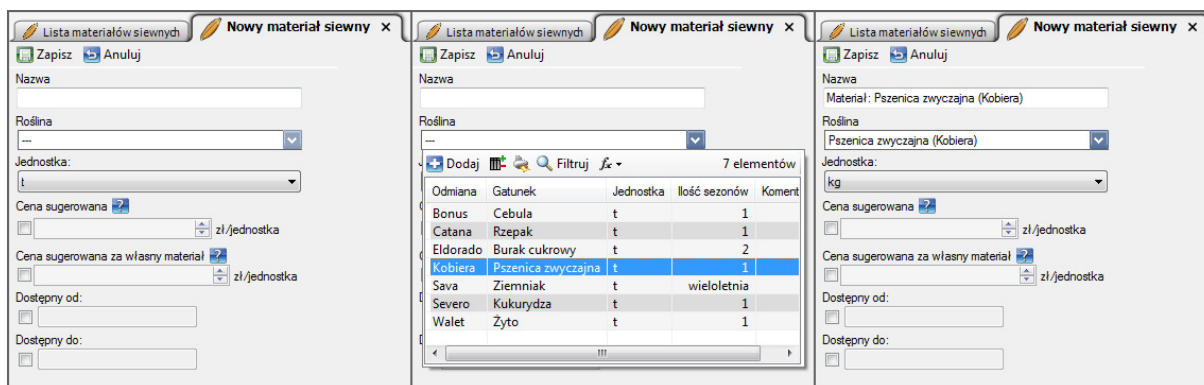 Lista materiałów siewnych
Nowy materiał siewny ×
Zapisz Anuluj
Nazwa
Roślina
---
Jednostka:
t
Cena sugerowana ?
zł/jednostka
Cena sugerowana za własny materiał ?
zł/jednostka
Dostępny od:
Dostępny do:
Lista materiałów siewnych
Nowy materiał siewny ×
Zapisz Anuluj
Nazwa
Roślina
---
Dodaj Filtruj fx 7 elementów
Odmiana Gatunek Jednostka Ilość sezonów Koment
Bonus Cebula t 1
Catana Rzepak t 1
Eldorado Burak cukrowy t 2
Kobiera Pszenica zwyczajna t 1
Sava Ziemniak t wieloletnia
Severo Kukurydza t 1
Walet Żyto t 1
Lista materiałów siewnych
Nowy materiał siewny ×
Zapisz Anuluj
Nazwa
Materiał: Pszenica zwyczajna (Kobiera)
Roślina
Pszenica zwyczajna (Kobiera)
Jednostka:
kg
Cena sugerowana ?
zł/jednostka
Cena sugerowana za własny materiał ?
zł/jednostka
Dostępny od:
Dostępny do: